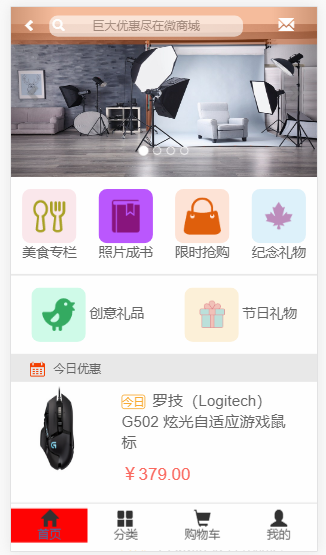 巨大优惠尽在微商城
美食专栏 照片成书 限时抢购 纪念礼物
创意礼品 节日礼物
今日优惠
今日 罗技（Logitech）
G502 炫光自适应游戏鼠
标
￥379.00
首页 分类 购物车 我的